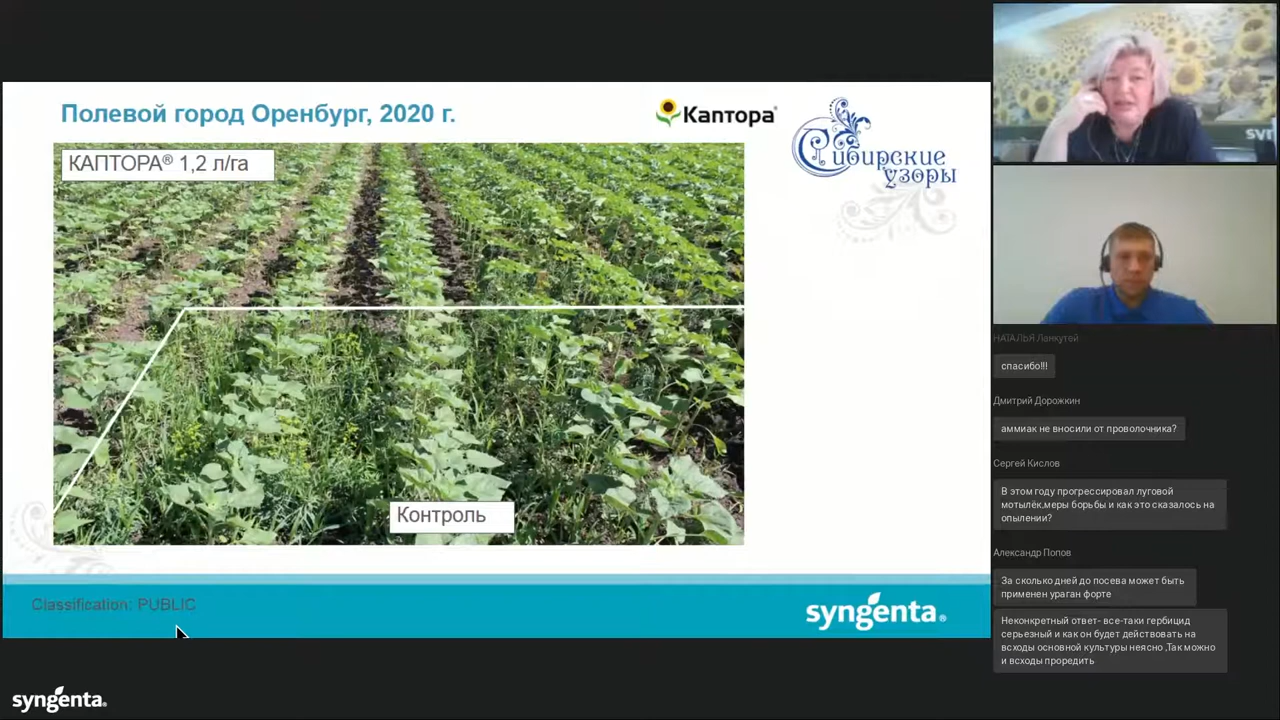 Полевой город Оренбург, 2020 г.
Каптора®
Сибирские
узоры
КАПТОРА® 1,2 л/га
Контроль
Classification: PUBLIC
syngenta®
syngenta®
syn
НАТАЛЬЯ Ланкутей
спасибо!!!
Дмитрий Дорожкин
аммиак не вносили от проволочника?
Сергей Кислов
В этом году прогрессировал луговой
мотылёк,меры борьбы и как это сказалось на
опылении?
Александр Попов
За сколько дней до посева может быть
применен ураган форте
Неконкретный ответ- все-таки гербицид
серьезный и как он будет действовать на
всходы основной культуры неясно ,Так можно
и всходы проредить